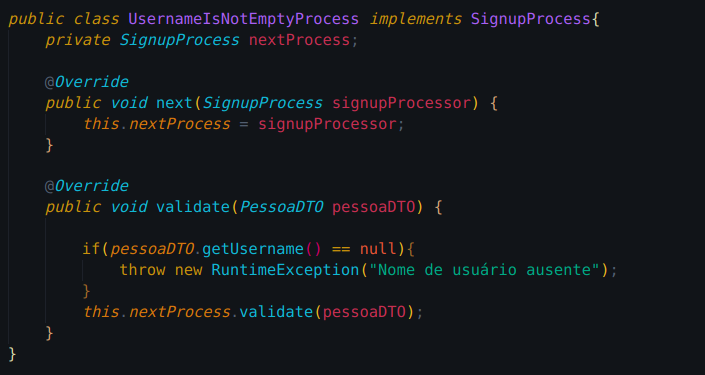 public class UsernameIsNotEmptyProcess implements SignupProcess{
    private SignupProcess nextProcess;

    @Override
    public void next(SignupProcess signupProcessor) {
        this.nextProcess = signupProcessor;
    }

    @Override
    public void validate(PessoaDTO pessoaDTO) {

        if(pessoaDTO.getUsername() == null){
            throw new RuntimeException("Nome de usuário ausente");
        }
        this.nextProcess.validate(pessoaDTO);
    }
}